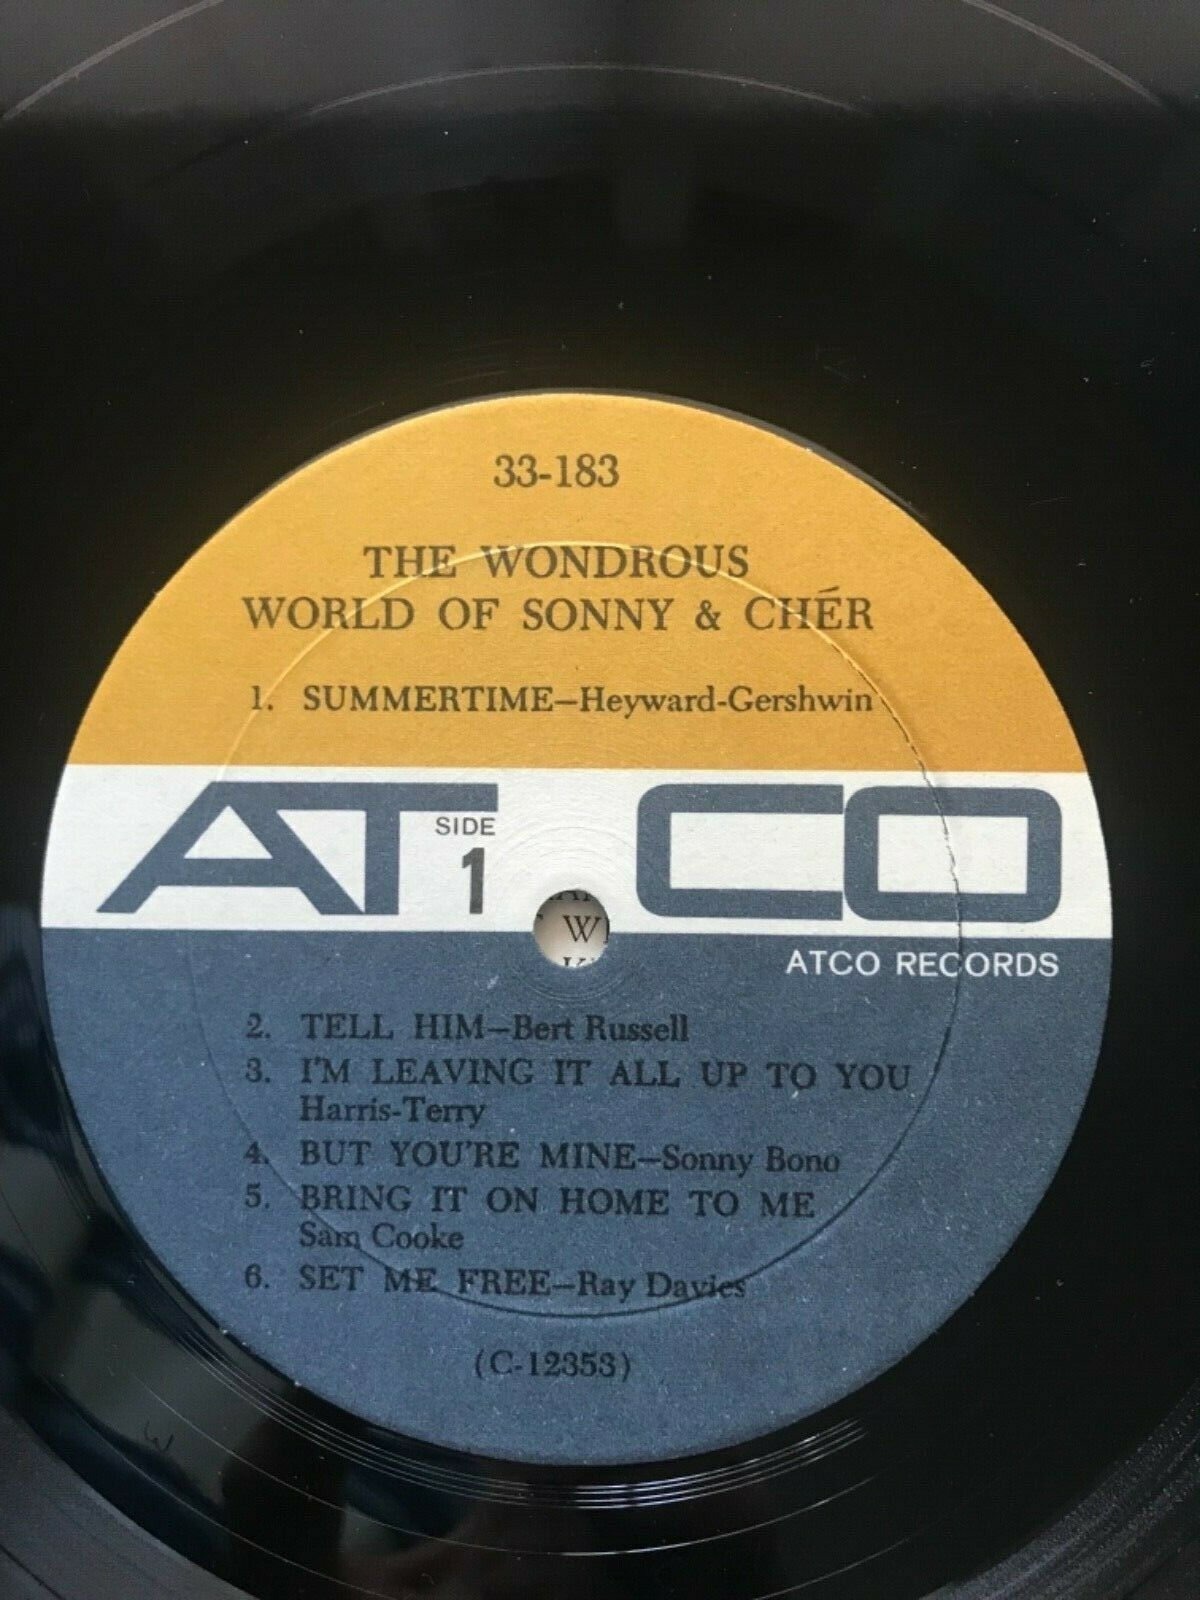 33-183
THE WONDROUS
WORLD OF SONNY & CHÉR
1. SUMMERTIME—Heyward-Gershwin
ATCO
SIDE
1
ATCO RECORDS
2. TELL HIM—Bert Russell
3. I'M LEAVING IT ALL UP TO YOU
Harris-Terry
4. BUT YOU'RE MINE—Sonny Bono
5. BRING IT ON HOME TO ME
Sam Cooke
6. SET ME FREE—Ray Davies
(C-12353)